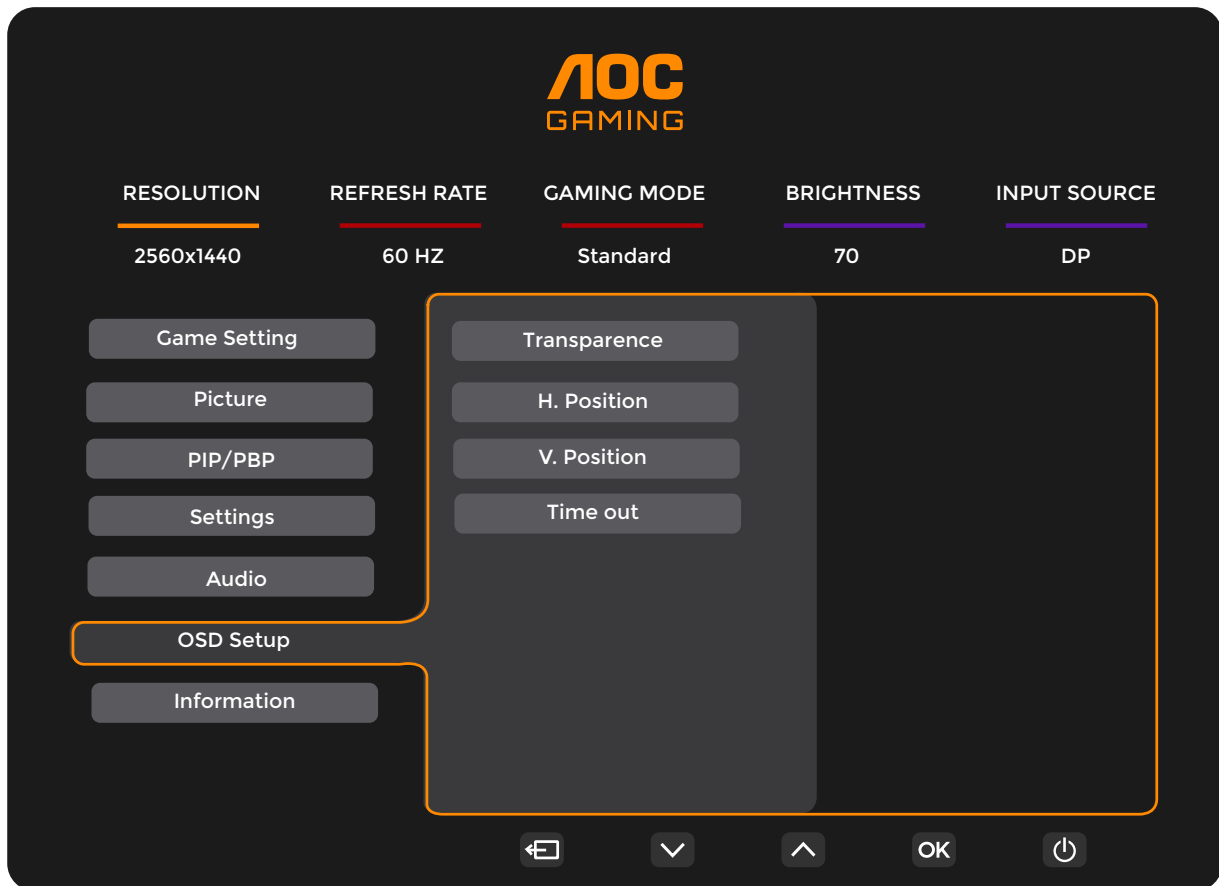 AOC
GAMING
RESOLUTION REFRESH RATE GAMING MODE BRIGHTNESS INPUT SOURCE
2560x1440 60 HZ Standard 70 DP
Game Setting
Picture
PIP/PBP
Settings
Audio
OSD Setup
Information
Transparence
H. Position
V. Position
Time out
OK